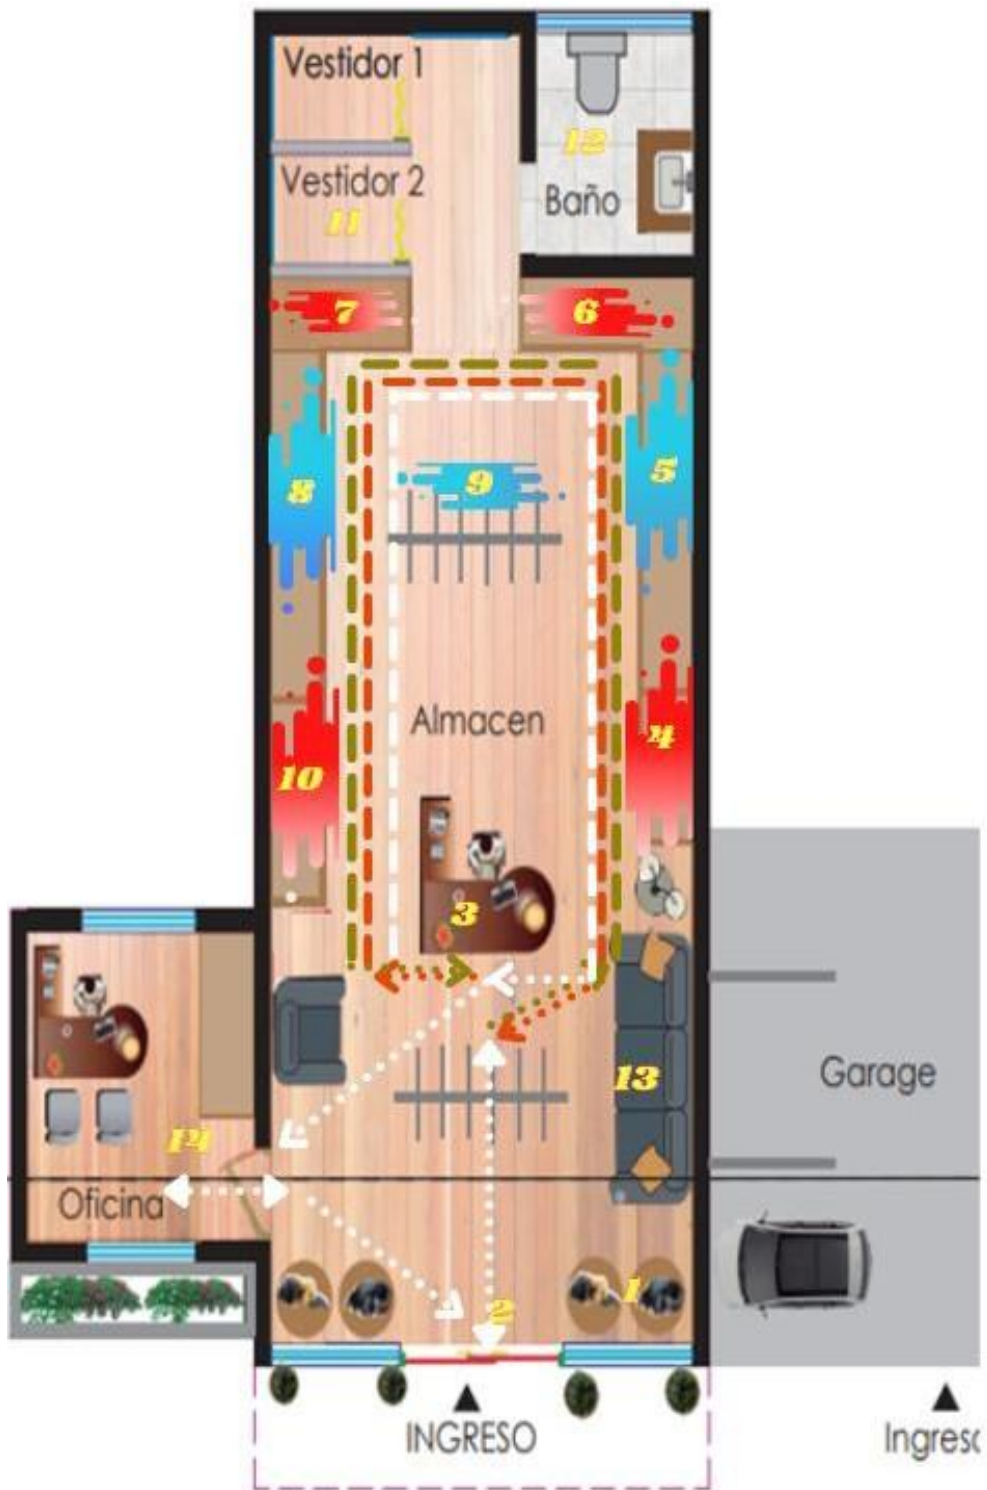 Vestidor 1
12
Vestidor 2
Baño
11
7
6
8
9
5
Almacen
4
10
3
Garage
13
14
Oficina
1
2
INGRESO
Ingreso